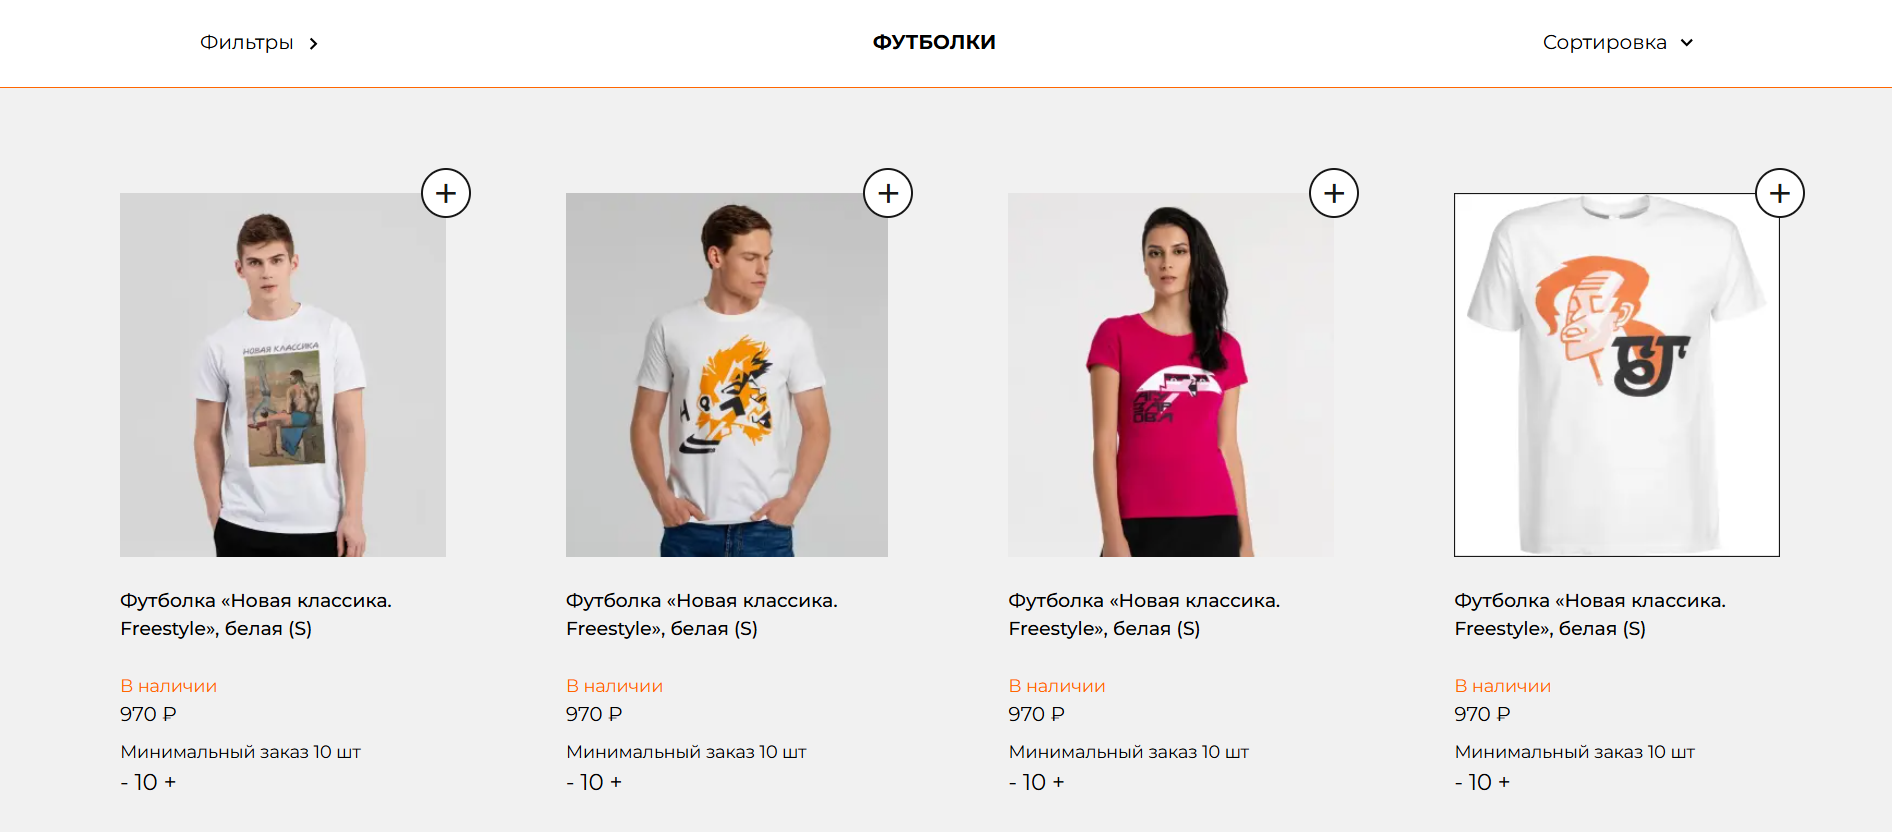 Фильтры
ФУТБОЛКИ
Сортировка
НОВАЯ КЛАССИКА
Футболка «Новая классика.
Freestyle», белая (S)
В наличии
970 ₽
Минимальный заказ 10 шт
- 10 +
Футболка «Новая классика.
Freestyle», белая (S)
В наличии
970 ₽
Минимальный заказ 10 шт
- 10 +
Футболка «Новая классика.
Freestyle», белая (S)
В наличии
970 ₽
Минимальный заказ 10 шт
- 10 +
Футболка «Новая классика.
Freestyle», белая (S)
В наличии
970 ₽
Минимальный заказ 10 шт
- 10 +